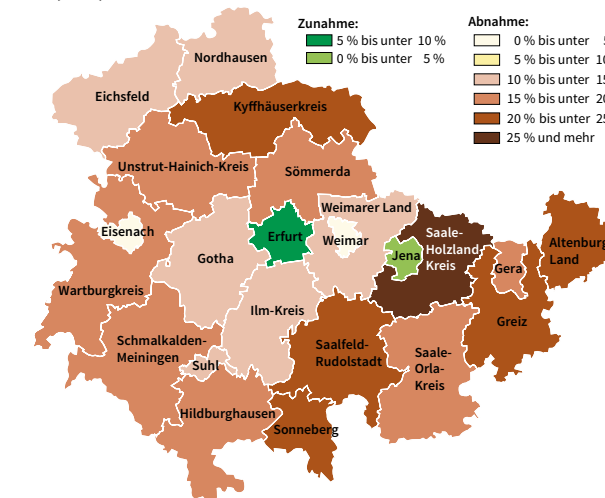 Zunahme:
5 % bis unter 10 %
0 % bis unter 5 %
Abnahme:
0 % bis unter
5 % bis unter
10 % bis unter
15 % bis unter
20 % bis unter
25 % und mehr
Nordhausen
Eichsfeld
Kyffhäuserkreis
Unstrut-Hainich-Kreis
Sömmerda
Weimarer Land
Eisenach
Erfurt
Weimar
Jena
Saale-
Holzland-
Kreis
Altenburg
Land
Gotha
Gera
Wartburgkreis
Ilm-Kreis
Greiz
Schmalkalden-
Meiningen
Saalfeld-
Rudolstadt
Saale-
Orla-
Kreis
Suhl
Hildburghausen
Sonneberg